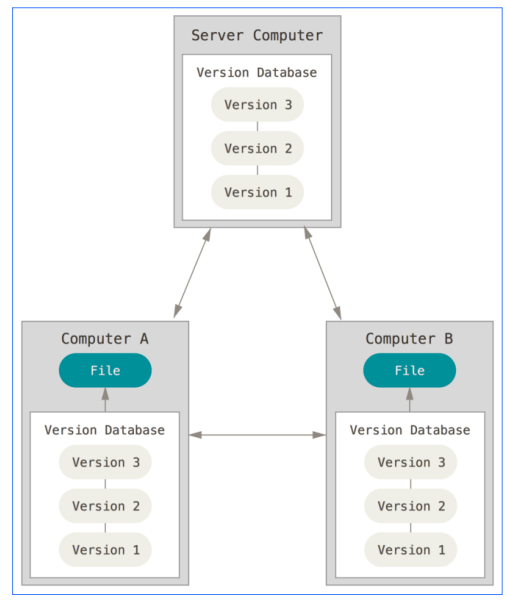 Server Computer
Version Database
Version 3
Version 2
Version 1
Computer A
File
Version Database
Version 3
Version 2
Version 1
Computer B
File
Version Database
Version 3
Version 2
Version 1